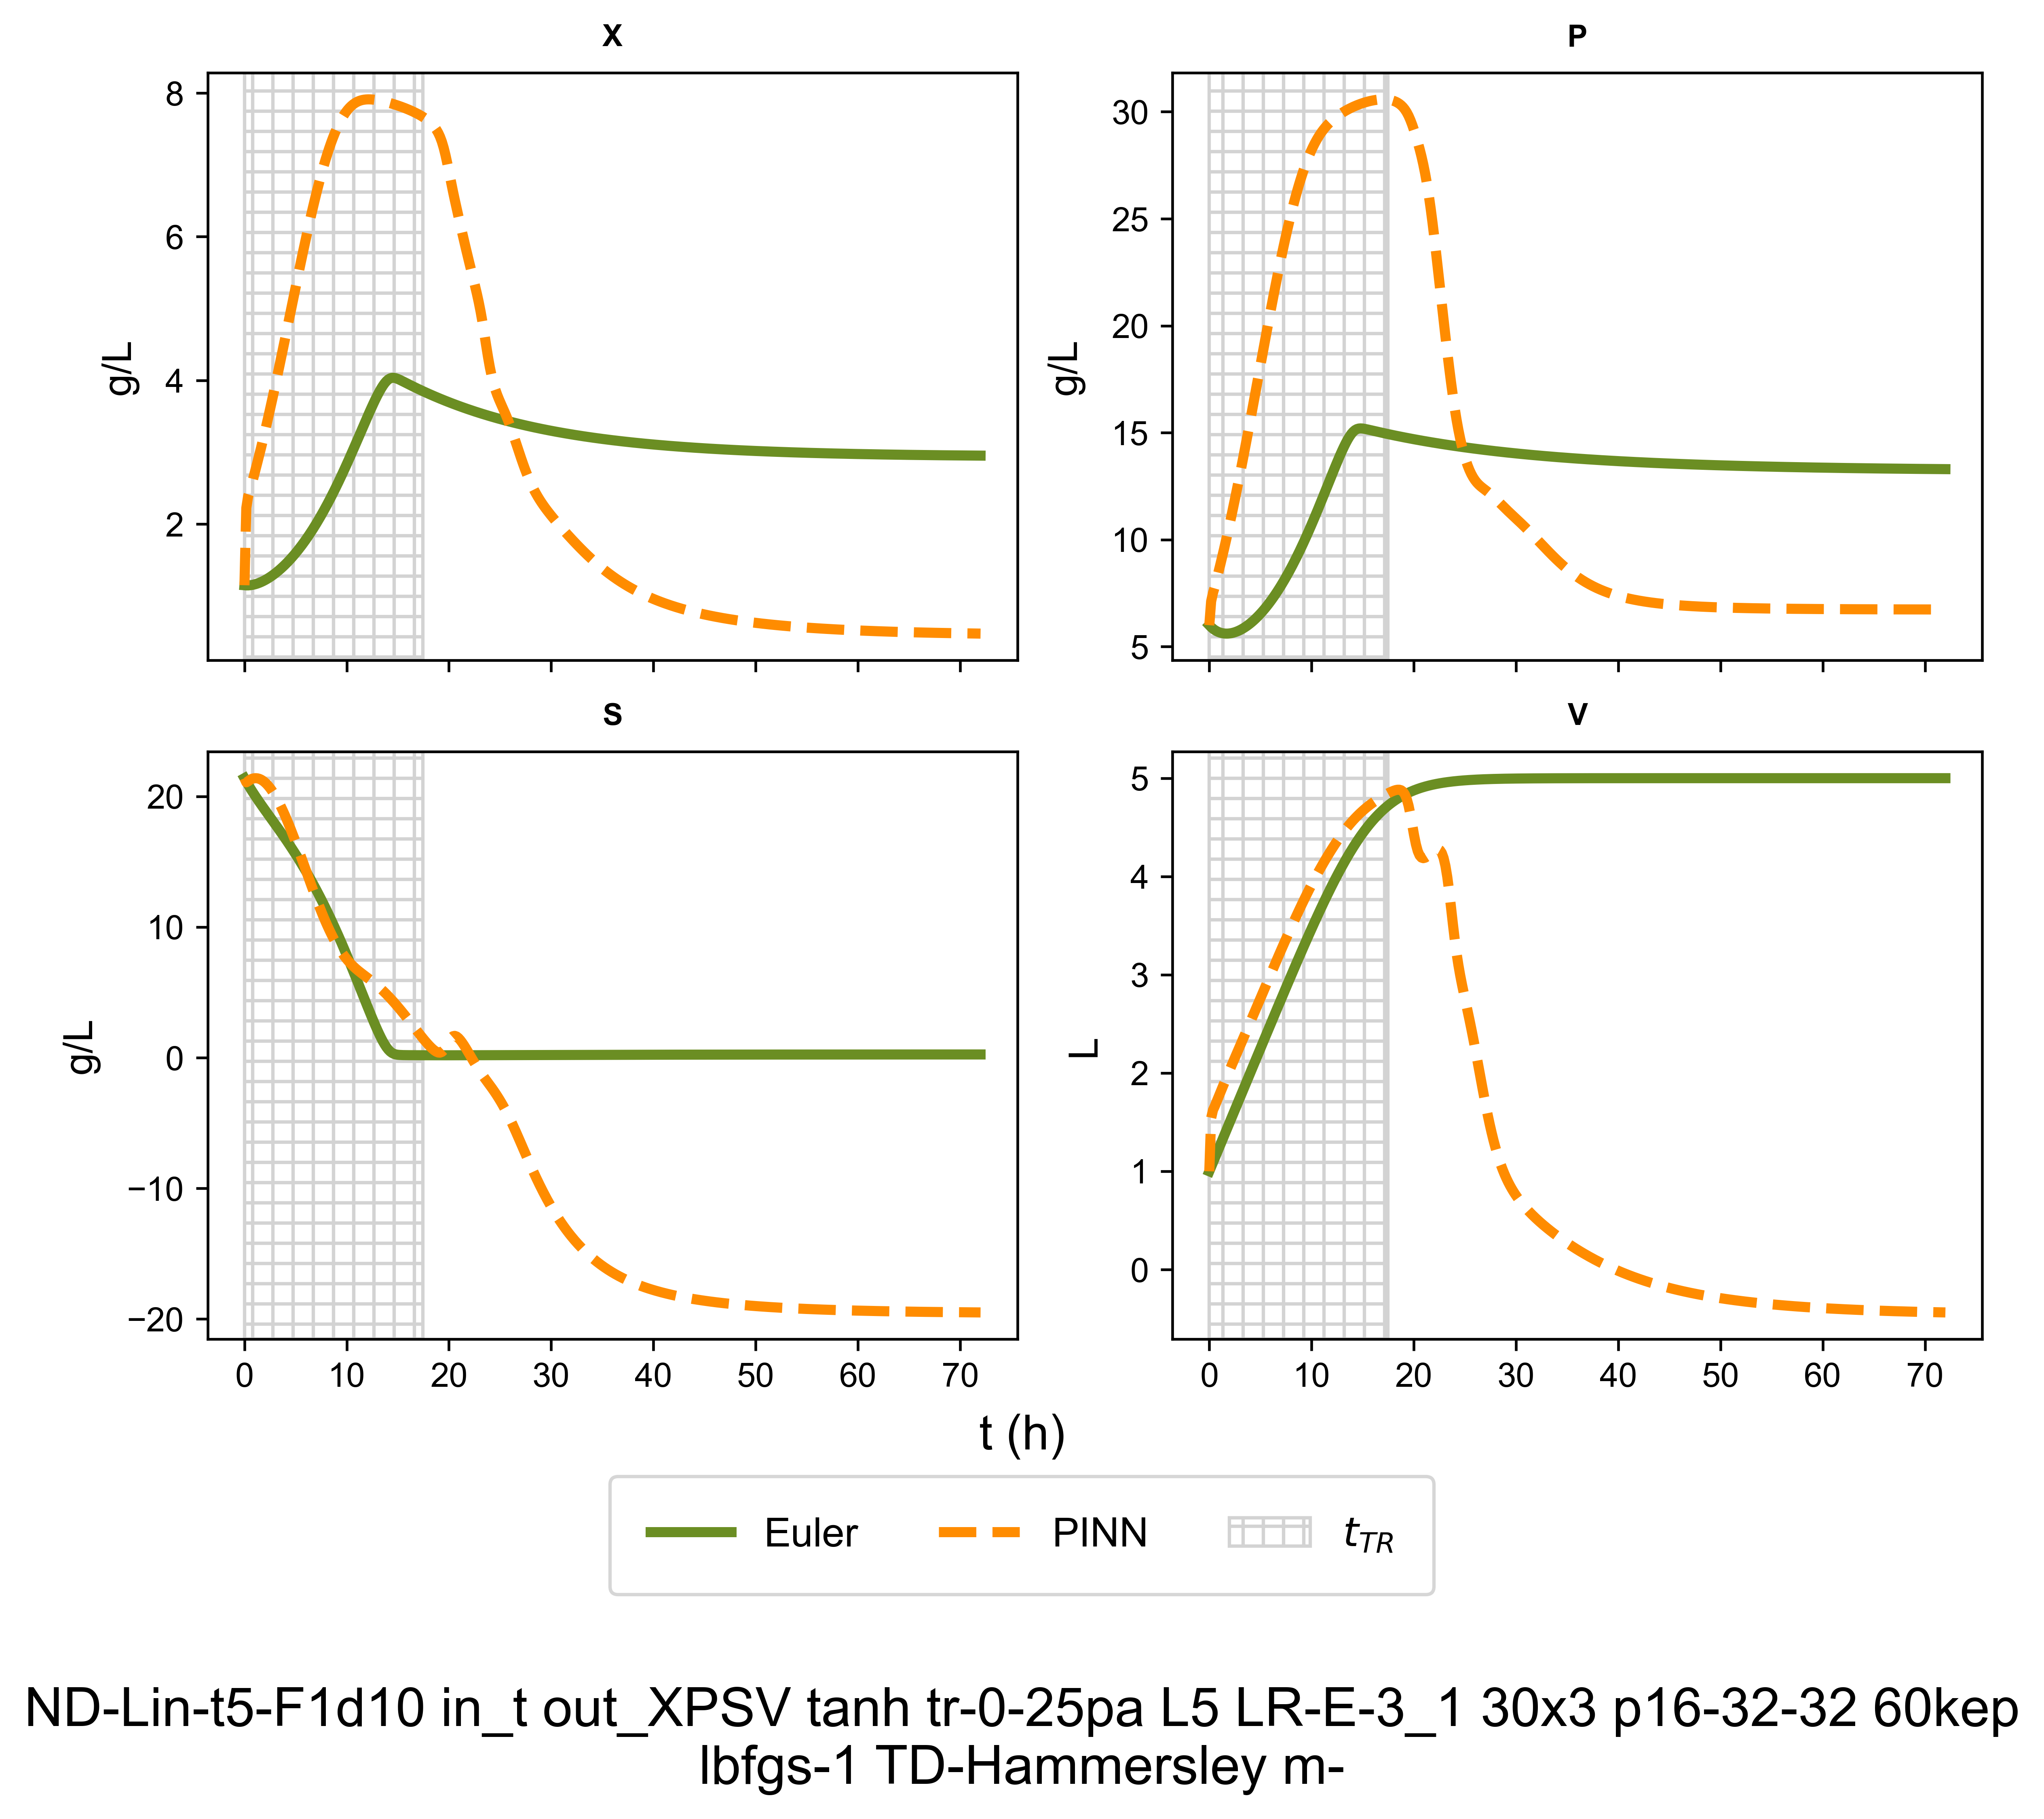 X
P
8
6
4
2
g/L
30
25
20
15
10
5
g/L
S
V
20
10
0
−10
−20
g/L
5
4
3
2
1
0
L
0 10 20 30 40 50 60 70
0 10 20 30 40 50 60 70
t (h)
Euler PINN t_TR
ND-Lin-t5-F1d10 in_t out_XPSV tanh tr-0-25pa L5 LR-E-3_1 30x3 p16-32-32 60kep
lbfgs-1 TD-Hammersley m-